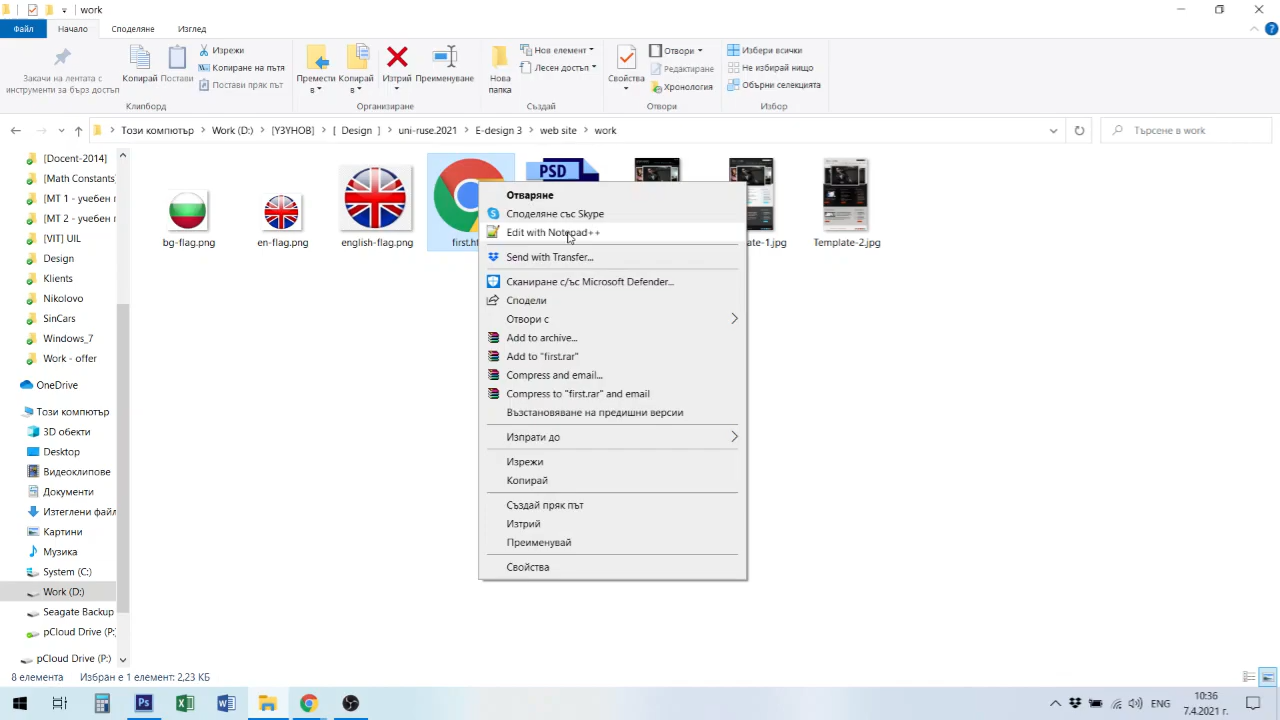 work
Файл Начало Споделяне Изглед
Закачи на лентата с инструменти за бърз достъп
Копирай
Постави
Изрежи
Копиране на пътя
Постави пряк път
Клипборд
Премести в
Копирай в
Изтрий
Преименуване
Организиране
Нова папка
Нов елемент
Лесен достъп
Създай
Свойства
Отвори
Редактиране
Хронология
Отвори
Избери всички
Не избирай нищо
Обърни селекцията
Избор
Този компютър > Work (D:) > [УЗУНОВ] > [ Design ] > uni-ruse.2021 > E-design 3 > web site > work
Търсене в work
[Docent-2014]
[Math Constants
[MT 1 - учебен
[MT 2 - учебен
[VIT] UIL
Design
Klients
Nikolovo
SinCars
Windows_7
Work - offer
OneDrive
Този компютър
3D обекти
Desktop
Видеоклипове
Документи
Изтеглени файл
Картини
Музика
System (C:)
Work (D:)
Seagate Backup
pCloud Drive (P:
pCloud Drive (P:)
PSD
bg-flag.png
en-flag.png
english-flag.png
first.ht
ate-1.jpg
Template-2.jpg
Отваряне
Споделяне със Skype
Edit with Notepad++
Send with Transfer...
Сканиране с/със Microsoft Defender...
Сподели
Отвори с
Add to archive...
Add to "first.rar"
Compress and email...
Compress to "first.rar" and email
Възстановяване на предишни версии
Изпрати до
Изрежи
Копирай
Създай пряк път
Изтрий
Преименувай
Свойства
8 елемента Избран е 1 елемент: 2,23 КБ
Ps
ENG
10:36
7.4.2021 г.